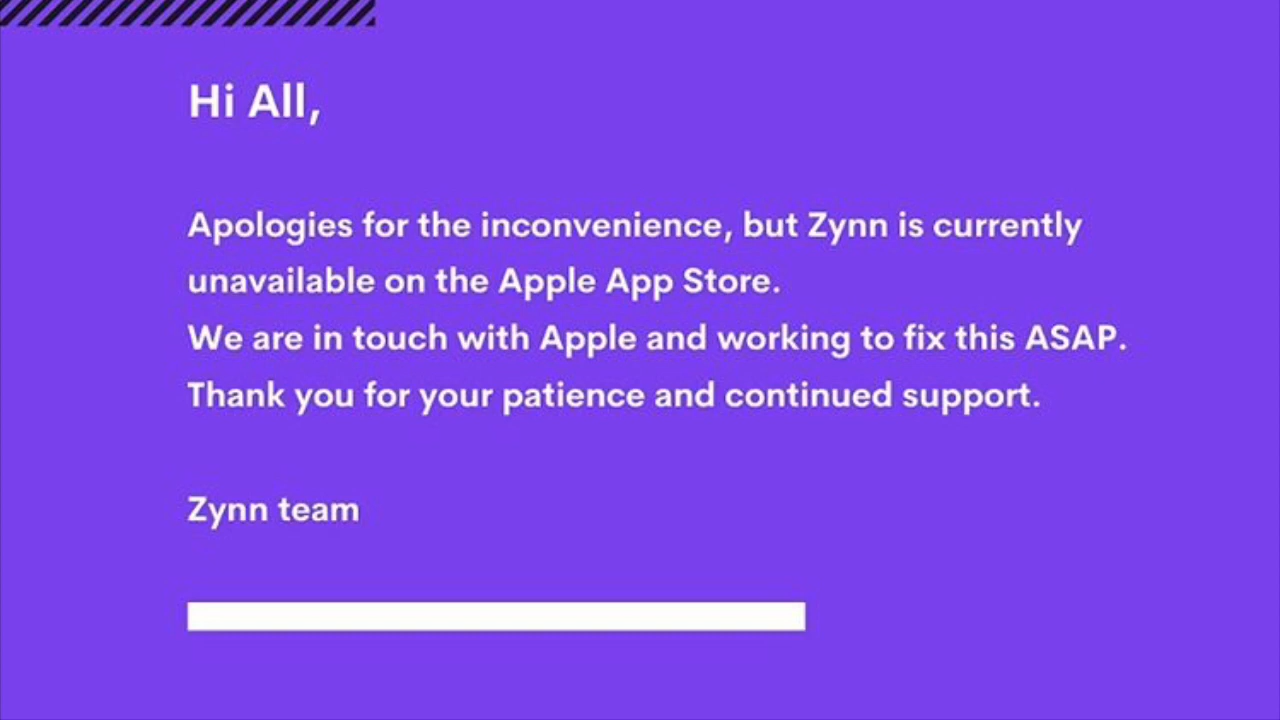 Hi All,
Apologies for the inconvenience, but Zynn is currently
unavailable on the Apple App Store.
We are in touch with Apple and working to fix this ASAP.
Thank you for your patience and continued support.
Zynn team